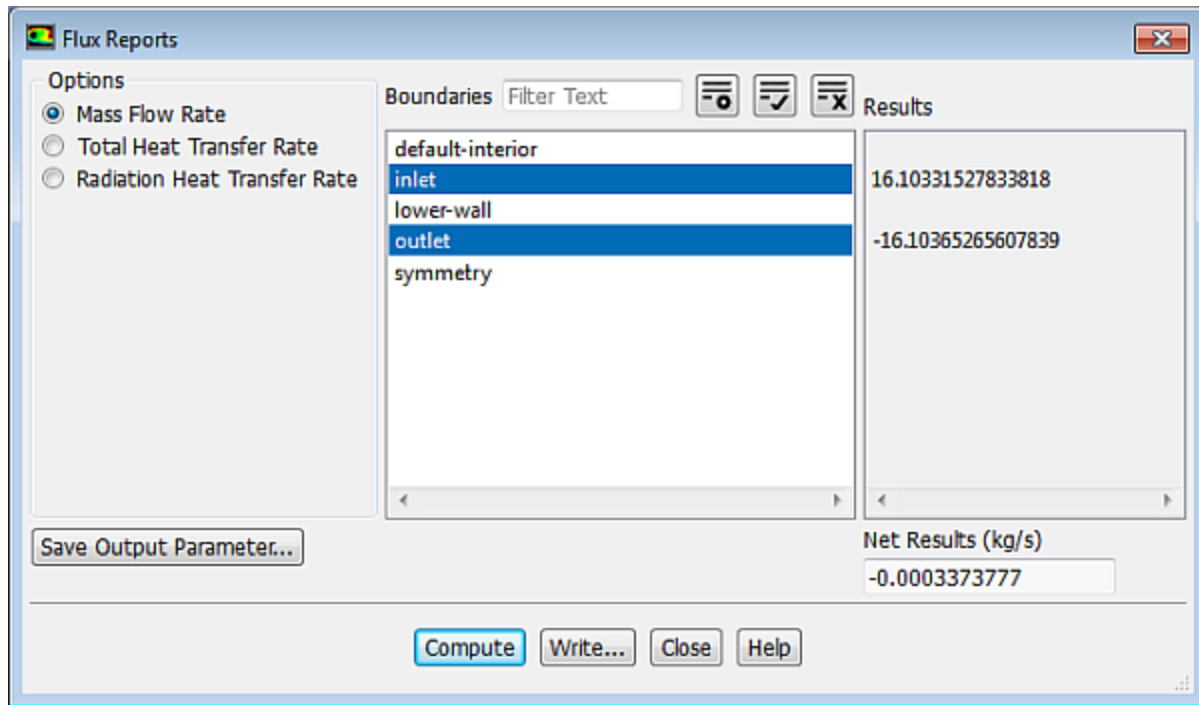 Flux Reports
Options
Mass Flow Rate
Total Heat Transfer Rate
Radiation Heat Transfer Rate
Save Output Parameter...
Boundaries Filter Text
default-interior
inlet
lower-wall
outlet
symmetry
Results
16.10331527833818
-16.10365265607839
Net Results (kg/s)
-0.0003373777
Compute Write... Close Help